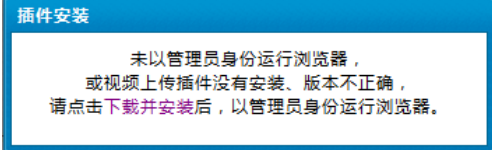 插件安装
未以管理员身份运行浏览器，
或视频上传插件没有安装、版本不正确，
请点击下载并安装后，以管理员身份运行浏览器。